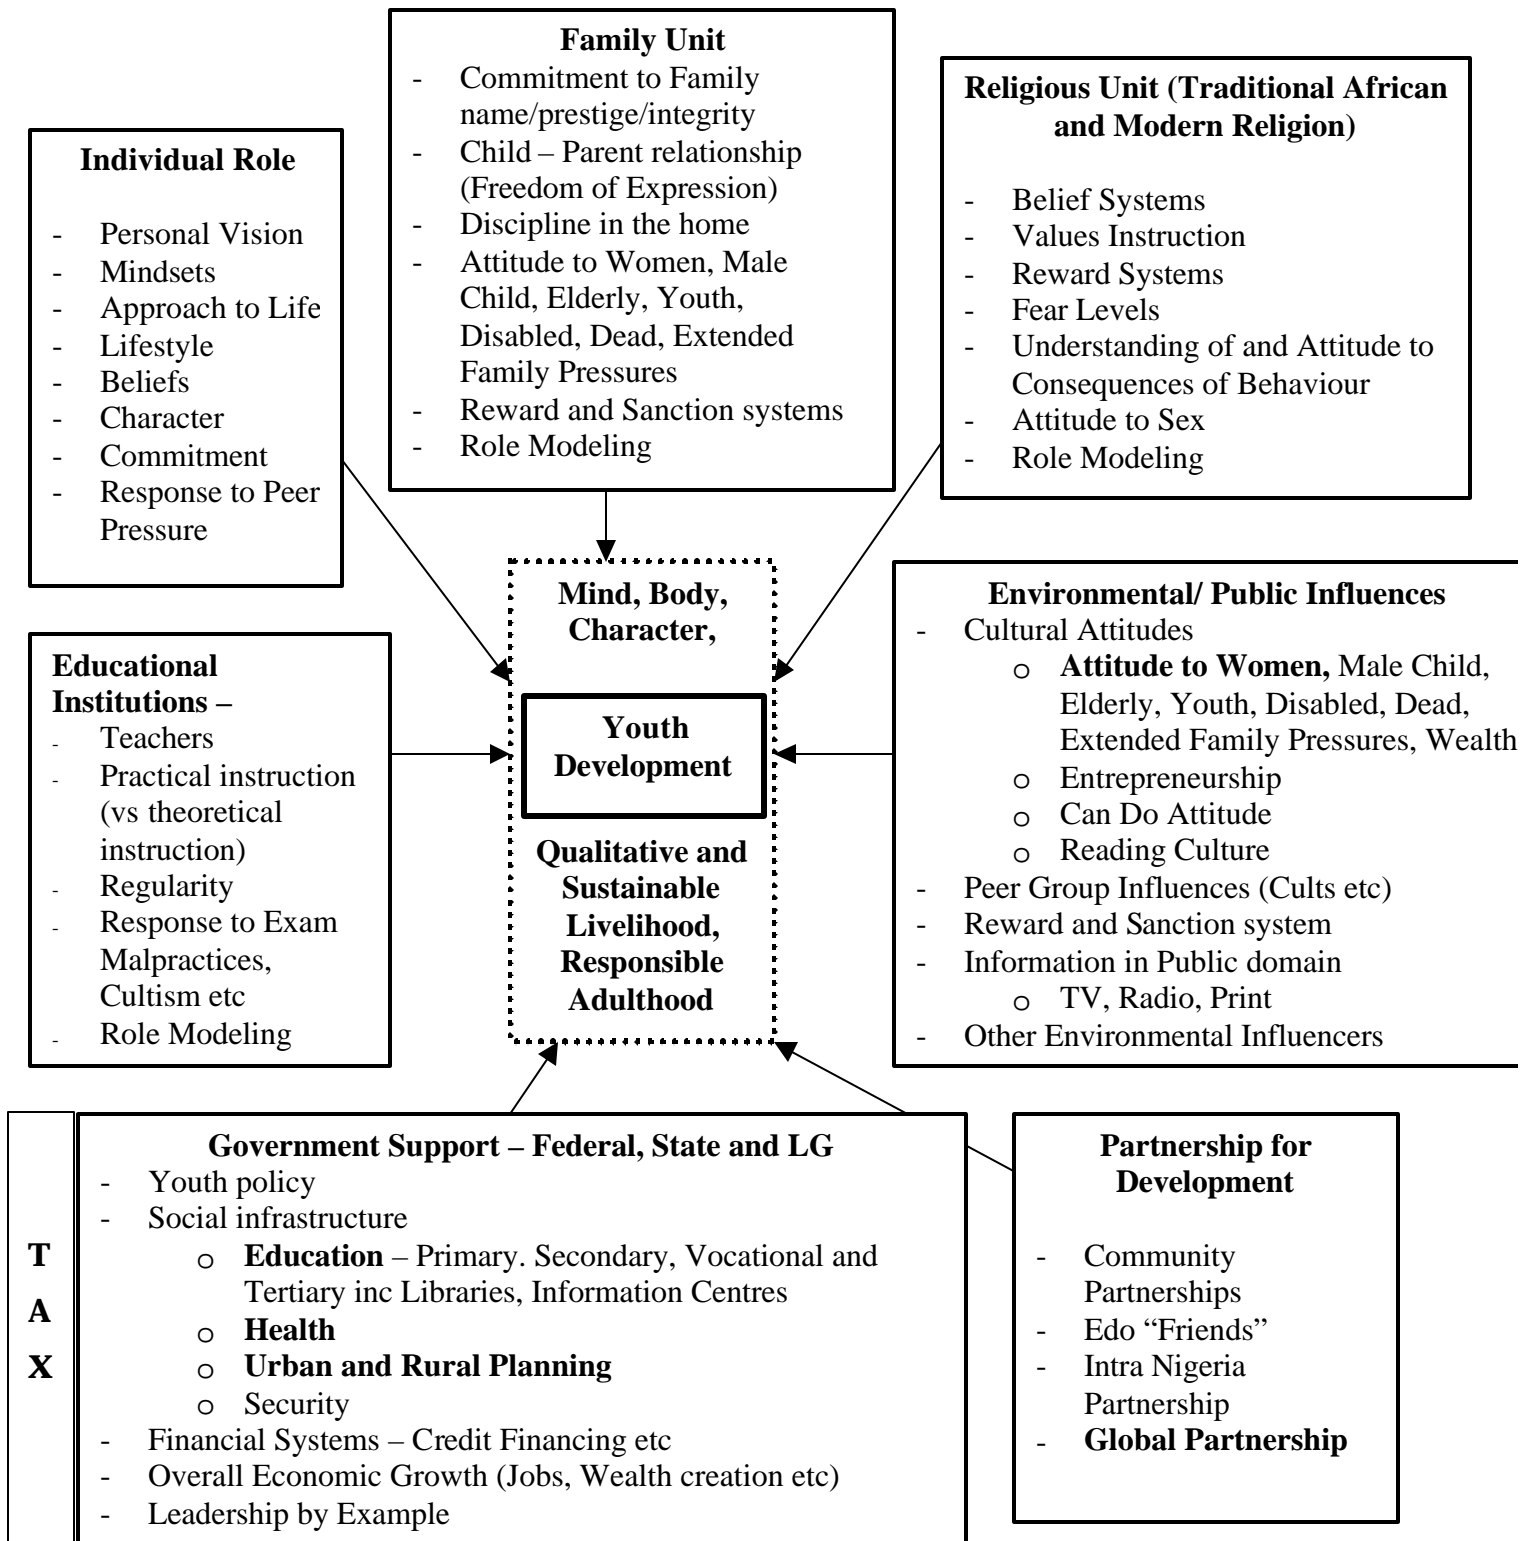 Family Unit
- Commitment to Family
name/prestige/integrity
- Child – Parent relationship
(Freedom of Expression)
- Discipline in the home
- Attitude to Women, Male
Child, Elderly, Youth,
Disabled, Dead, Extended
Family Pressures
- Reward and Sanction systems
- Role Modeling
Religious Unit (Traditional African
and Modern Religion)
- Belief Systems
- Values Instruction
- Reward Systems
- Fear Levels
- Understanding of and Attitude to
Consequences of Behaviour
- Attitude to Sex
- Role Modeling
Individual Role
- Personal Vision
- Mindsets
- Approach to Life
- Lifestyle
- Beliefs
- Character
- Commitment
- Response to Peer
Pressure
Mind, Body,
Character,
Youth
Development
Qualitative and
Sustainable
Livelihood,
Responsible
Adulthood
Educational
Institutions –
- Teachers
- Practical instruction
(vs theoretical
instruction)
- Regularity
- Response to Exam
Malpractices,
Cultism etc
- Role Modeling
Environmental/ Public Influences
- Cultural Attitudes
o Attitude to Women, Male Child,
Elderly, Youth, Disabled, Dead,
Extended Family Pressures, Wealth
o Entrepreneurship
o Can Do Attitude
o Reading Culture
- Peer Group Influences (Cults etc)
- Reward and Sanction system
- Information in Public domain
o TV, Radio, Print
- Other Environmental Influencers
T
A
X
Government Support – Federal, State and LG
- Youth policy
- Social infrastructure
o Education – Primary. Secondary, Vocational and
Tertiary inc Libraries, Information Centres
o Health
o Urban and Rural Planning
o Security
- Financial Systems – Credit Financing etc
- Overall Economic Growth (Jobs, Wealth creation etc)
- Leadership by Example
Partnership for
Development
- Community
Partnerships
- Edo “Friends”
- Intra Nigeria
Partnership
- Global Partnership